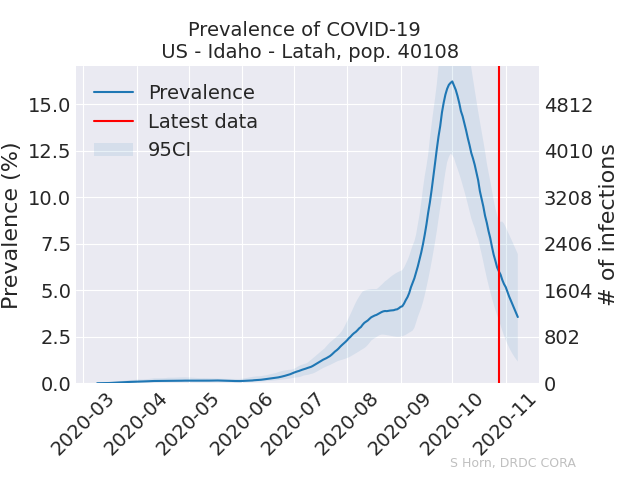 Prevalence of COVID-19
US - Idaho - Latah, pop. 40108
Prevalence
Latest data
95CI
Prevalence (%)
15.0
12.5
10.0
7.5
5.0
2.5
0.0
4812
4010
3208
2406
1604
802
0
# of infections
2020-03
2020-04
2020-05
2020-06
2020-07
2020-08
2020-09
2020-10
2020-11
S Horn, DRDC CORA